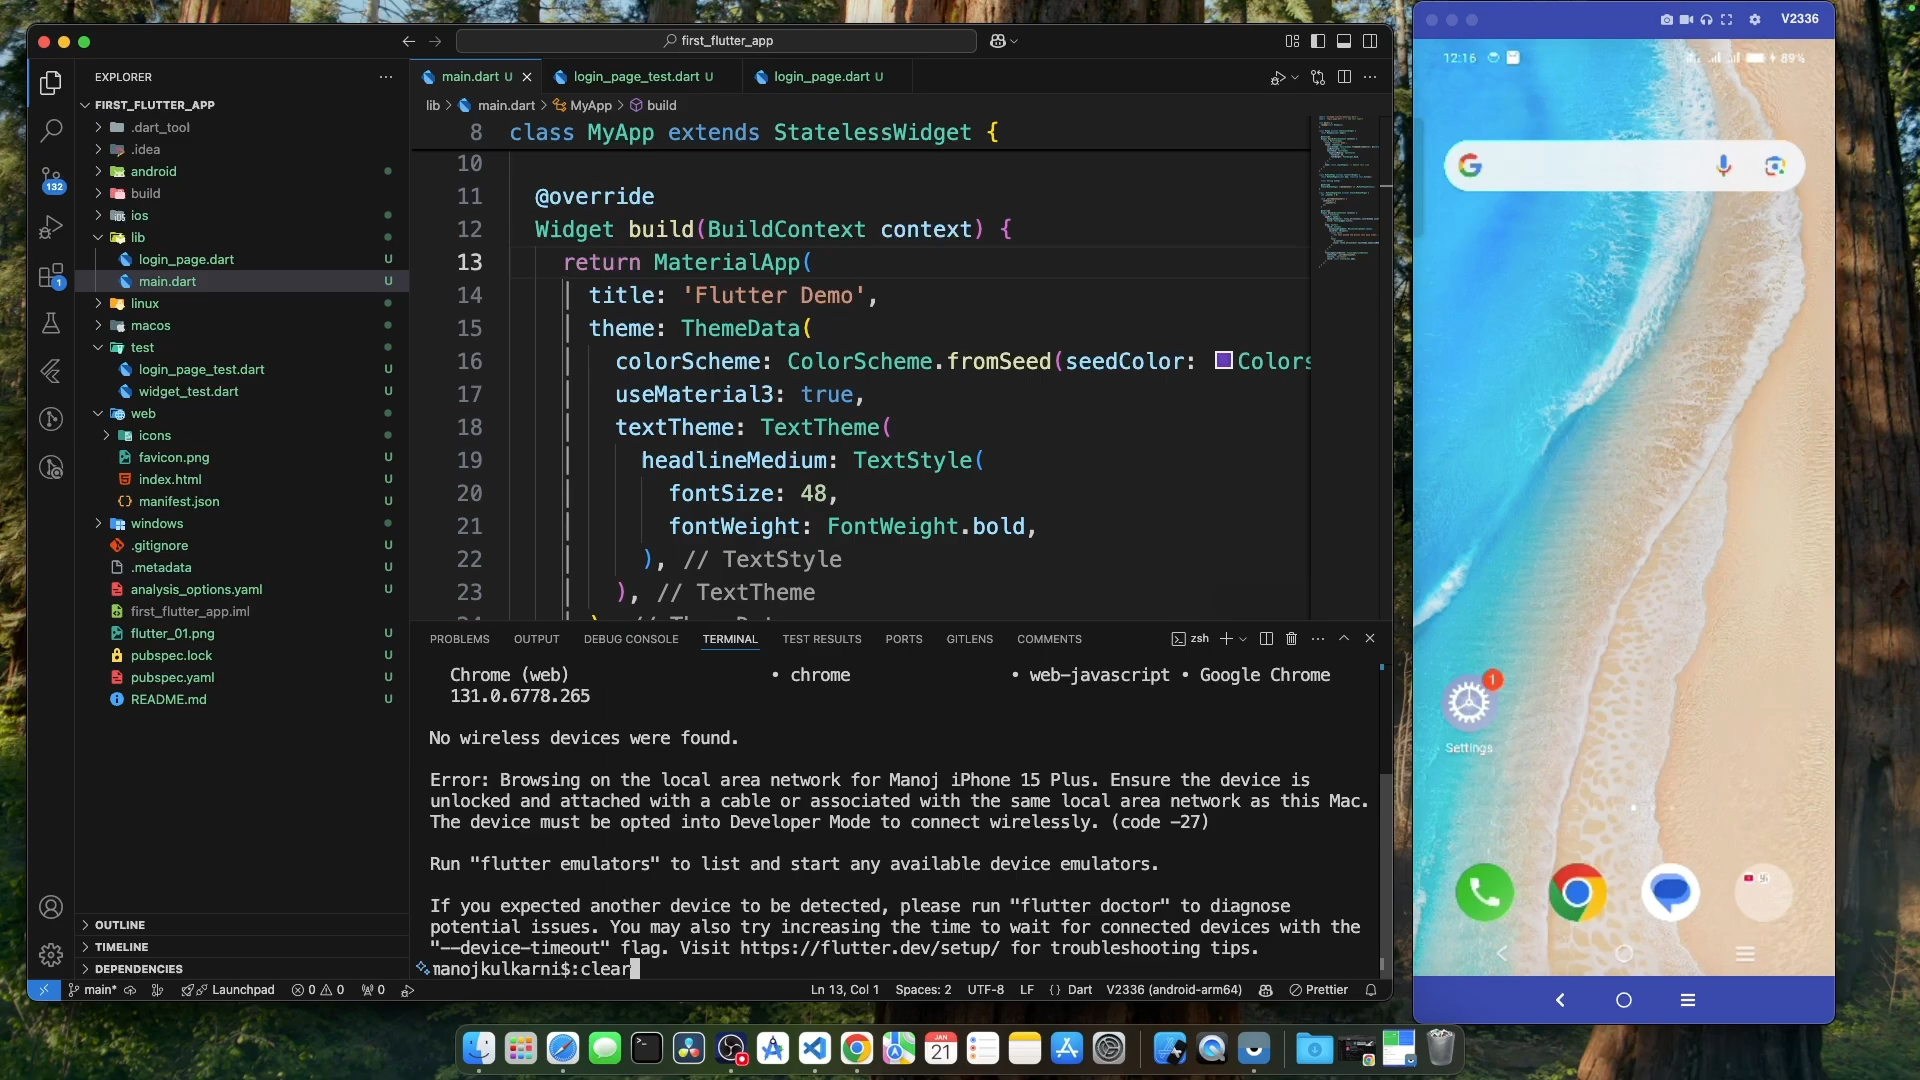 first_flutter_app
V2336
EXPLORER
FIRST_FLUTTER_APP
.dart_tool
.idea
android
build
ios
lib
login_page.dart U
main.dart U
linux
macos
test
login_page_test.dart U
widget_test.dart U
web
icons
favicon.png U
index.html U
manifest.json U
windows
.gitignore U
.metadata U
analysis_options.yaml U
first_flutter_app.iml
flutter_01.png U
pubspec.lock U
pubspec.yaml U
README.md U
OUTLINE
TIMELINE
DEPENDENCIES
132
1
main.dart U
login_page_test.dart U
login_page.dart U
lib > main.dart > MyApp > build
8 class MyApp extends StatelessWidget {
10
11 @override
12 Widget build(BuildContext context) {
13 return MaterialApp(
14 title: 'Flutter Demo',
15 theme: ThemeData(
16 colorScheme: ColorScheme.fromSeed(seedColor: Colors
17 useMaterial3: true,
18 textTheme: TextTheme(
19 headlineMedium: TextStyle(
20 fontSize: 48,
21 fontWeight: FontWeight.bold,
22 ), // TextStyle
23 ), // TextTheme
PROBLEMS OUTPUT DEBUG CONSOLE TERMINAL TEST RESULTS PORTS GITLENS COMMENTS
zsh
Chrome (web) • chrome • web-javascript • Google Chrome
131.0.6778.265
No wireless devices were found.
Error: Browsing on the local area network for Manoj iPhone 15 Plus. Ensure the device is
unlocked and attached with a cable or associated with the same local area network as this Mac.
The device must be opted into Developer Mode to connect wirelessly. (code -27)
Run "flutter emulators" to list and start any available device emulators.
If you expected another device to be detected, please run "flutter doctor" to diagnose
potential issues. You may also try increasing the time to wait for connected devices with the
"--device-timeout" flag. Visit https://flutter.dev/setup/ for troubleshooting tips.
manojkulkarni$:clear
main* Launchpad 0 0 0 Ln 13, Col 1 Spaces: 2 UTF-8 LF {} Dart V2336 (android-arm64) Prettier
12:16
89%
1
Settings
JAN
21